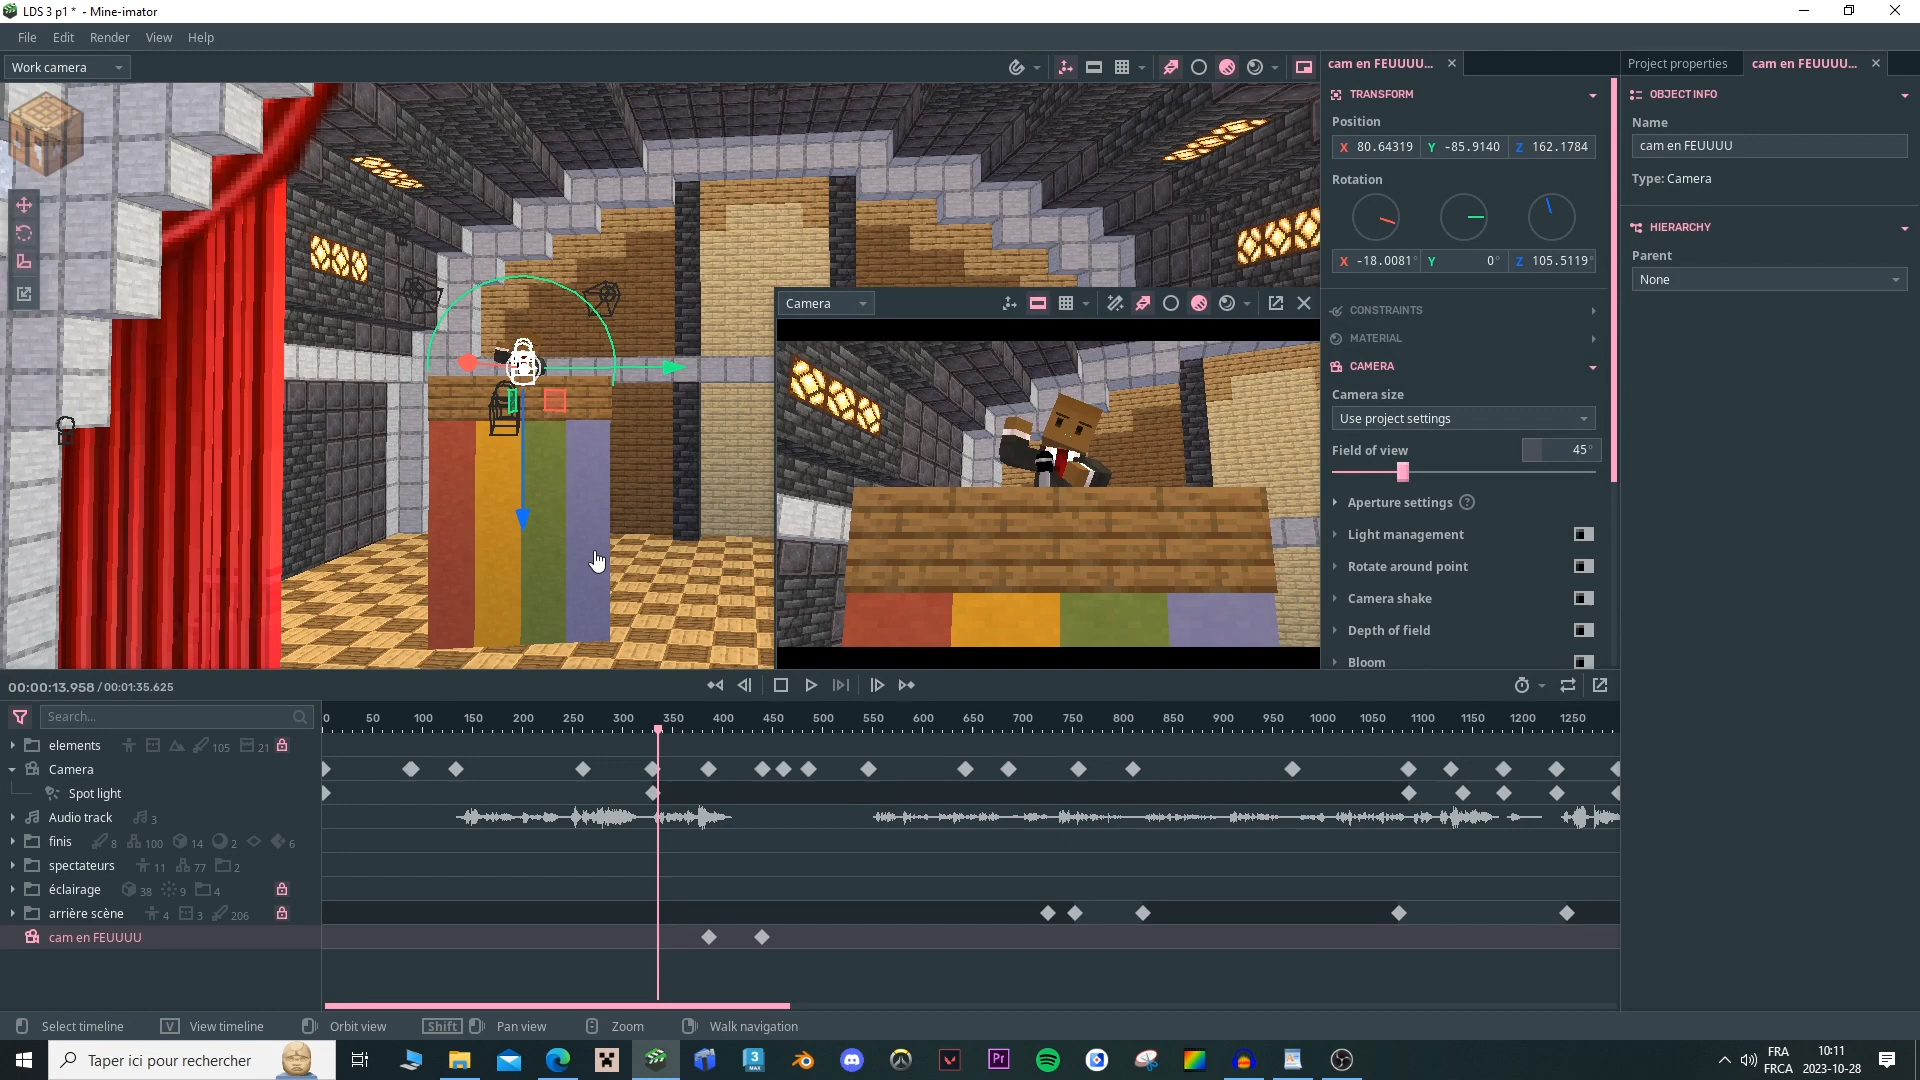 LDS 3 p1 * - Mine-imator
File Edit Render View Help
Work camera
cam en FEUUUU...
Project properties
cam en FEUUUU...
TRANSFORM
Position
X 80.64319 Y -85.9140 Z 162.1784
Rotation
X -18.0081° Y 0° Z 105.5119°
CONSTRAINTS
MATERIAL
CAMERA
Camera size
Use project settings
Field of view 45°
Aperture settings ?
Light management
Rotate around point
Camera shake
Depth of field
Bloom
OBJECT INFO
Name
cam en FEUUUU
Type: Camera
HIERARCHY
Parent
None
Camera
00:00:13.958 / 00:01:35.625
Search...
0 50 100 150 200 250 300 350 400 450 500 550 600 650 700 750 800 850 900 950 1000 1050 1100 1150 1200 1250
elements 105 21
Camera
Spot light
Audio track 3
finis 8 100 14 2 6
spectateurs 11 77 2
éclairage 38 9 4
arrière scène 4 3 206
cam en FEUUUU
Select timeline V View timeline Orbit view Shift Pan view Zoom Walk navigation
Taper ici pour rechercher
3
MAX
Pr
FRA
FRCA
10:11
2023-10-28